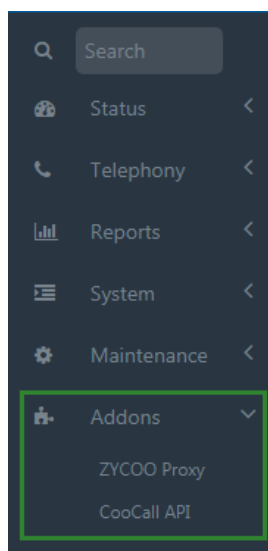 Search
Status
Telephony
Reports
System
Maintenance
Addons
ZYCOO Proxy
CooCall API